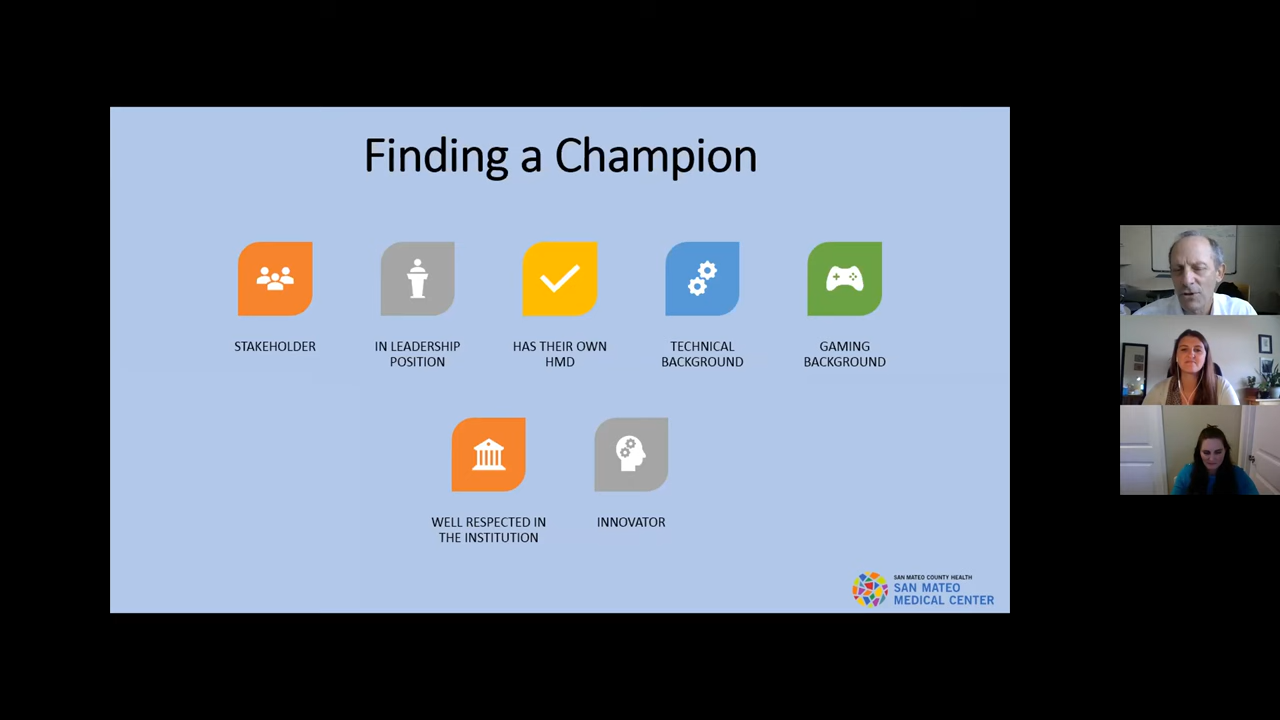 Finding a Champion
STAKEHOLDER
IN LEADERSHIP
POSITION
HAS THEIR OWN
HMD
TECHNICAL
BACKGROUND
GAMING
BACKGROUND
WELL RESPECTED IN
THE INSTITUTION
INNOVATOR
SAN MATEO COUNTY HEALTH
SAN MATEO
MEDICAL CENTER